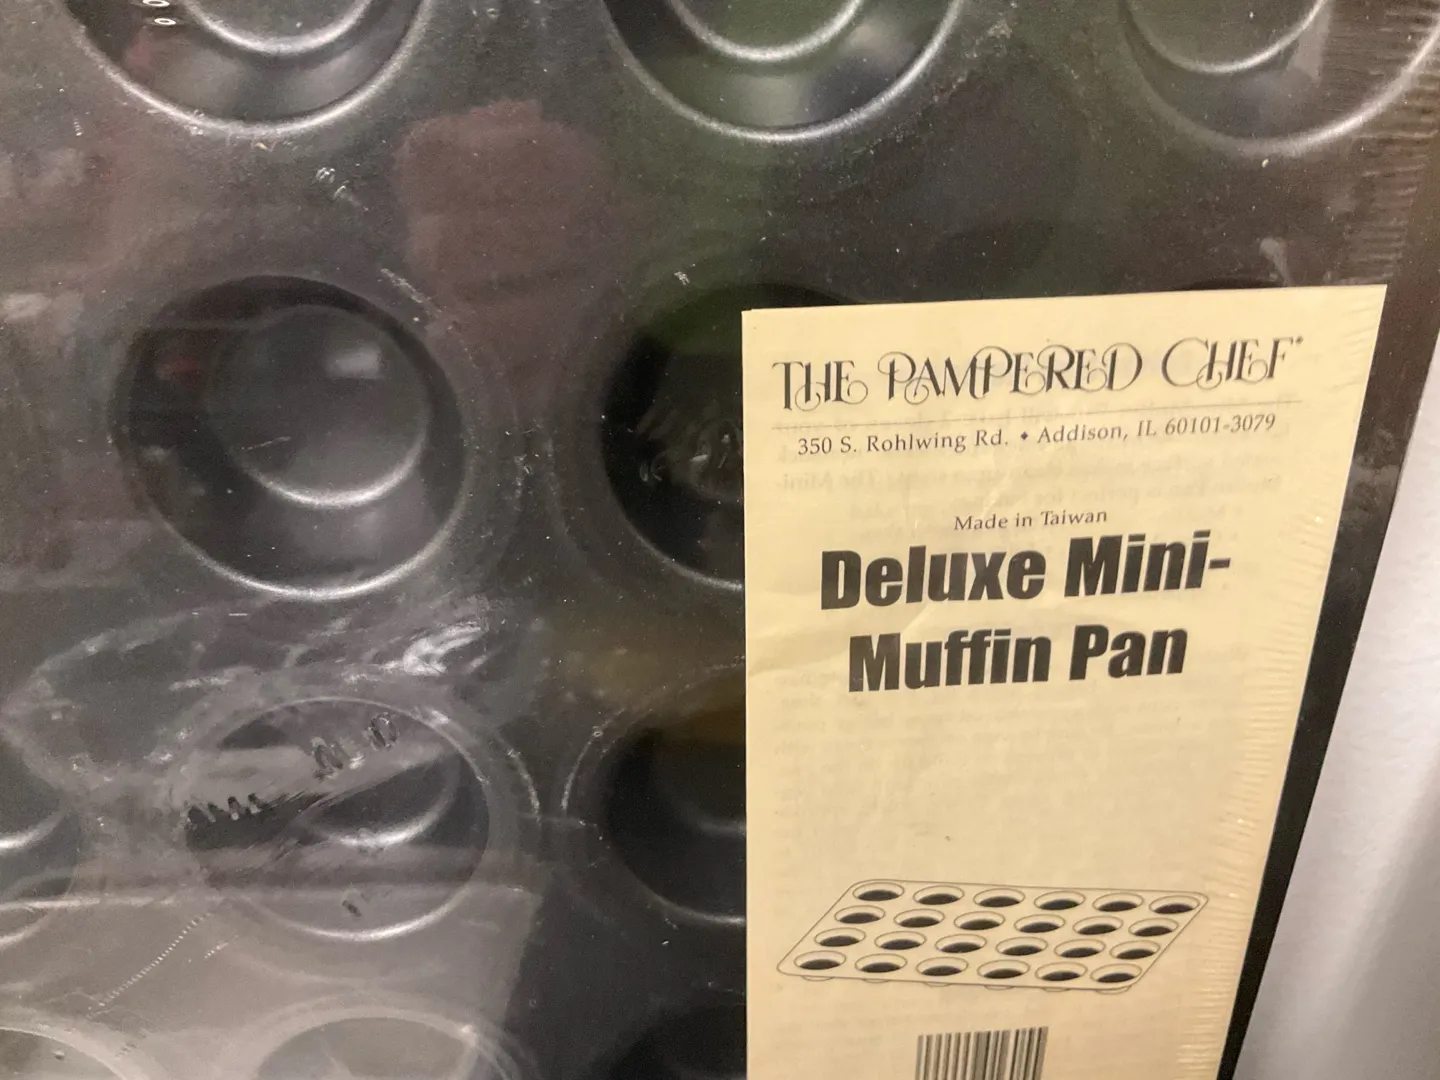 THE PAMPERED CHEF®
350 S. Rohlwing Rd. • Addison, IL 60101-3079
Made in Taiwan
Deluxe Mini-
Muffin Pan